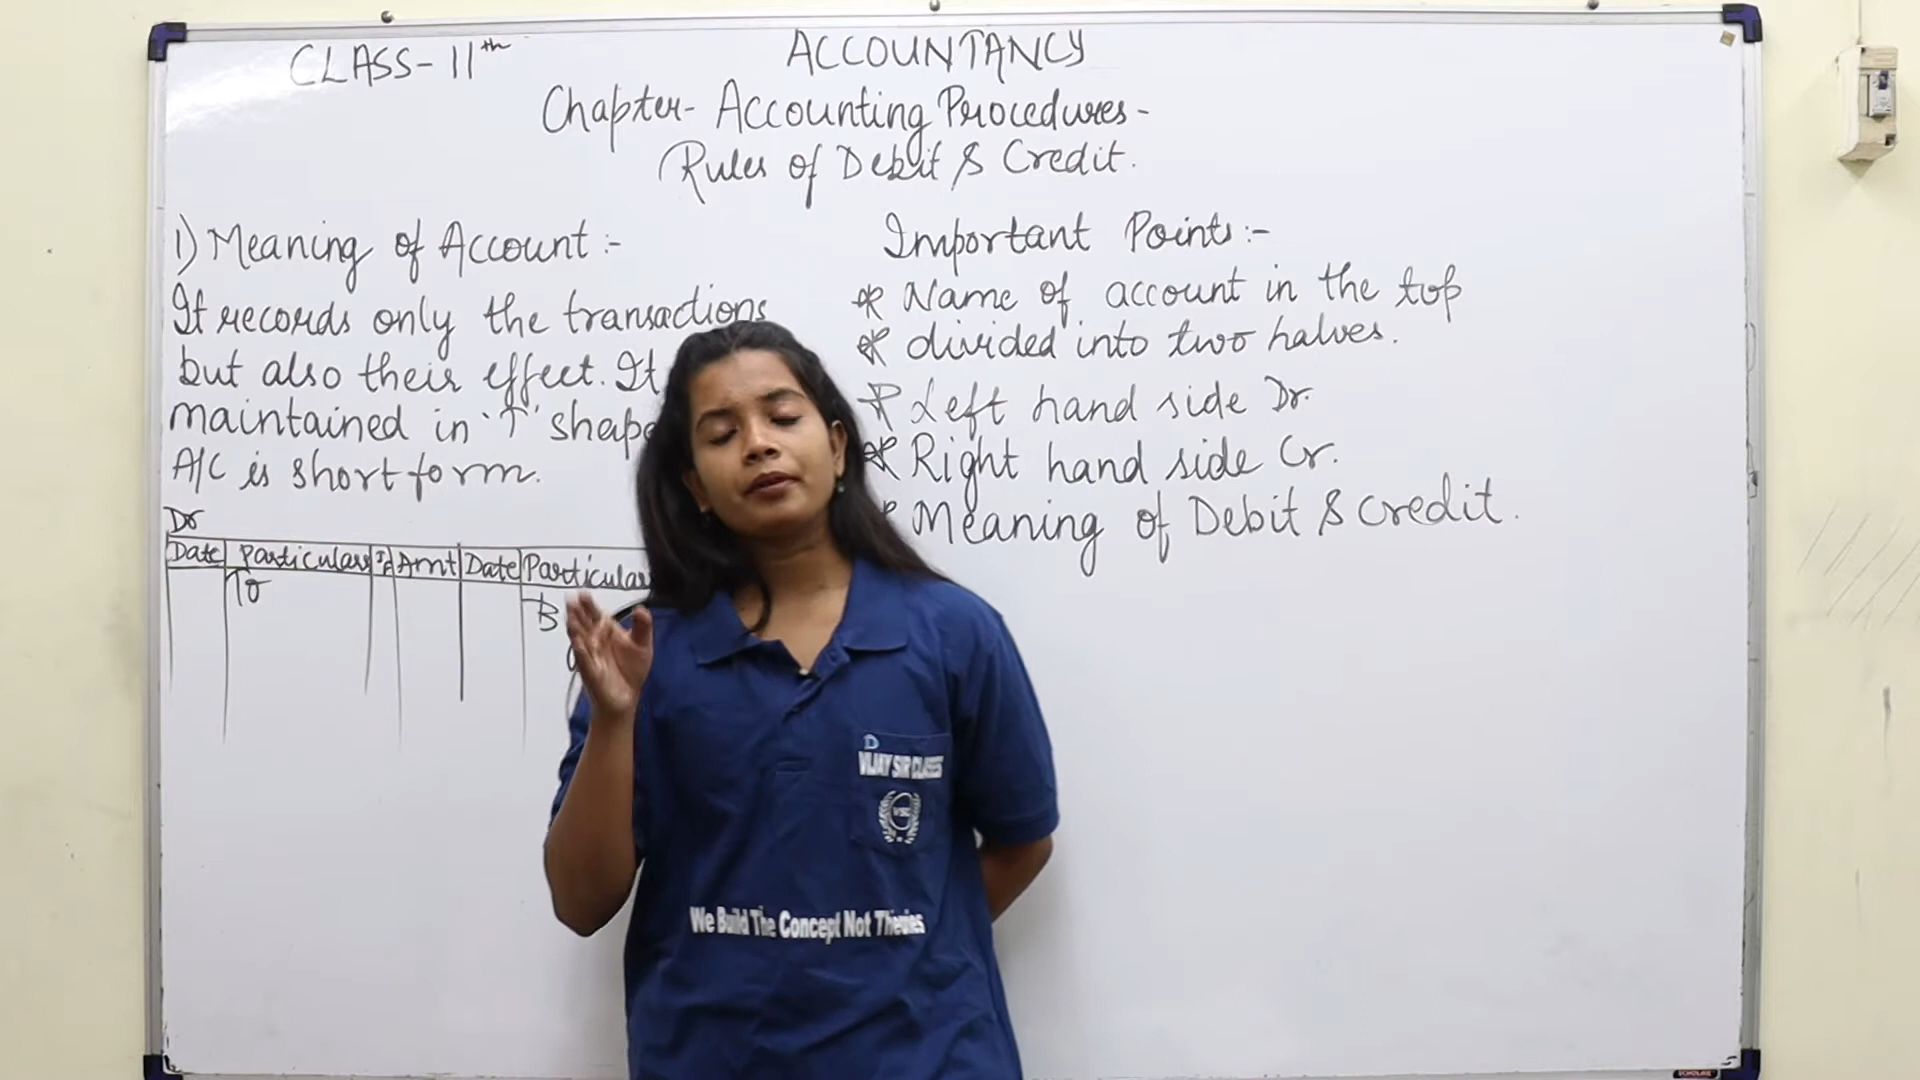 CLASS-11th
ACCOUNTANCY
Chapter- Accounting Procedures-
Rules of Debit & Credit.
1) Meaning of Account :-
It records only the transactions
but also their effect. It
maintained in 'T' shape
A/C is short form.
Dr
Date Particulars Amt Date Particular
To
B
Important Points:-
* Name of account in the top
* divided into two halves.
* Left hand side Dr.
* Right hand side Cr.
* Meaning of Debit & Credit.
VIJAY SIR CLASSES
We Build The Concept Not Theories